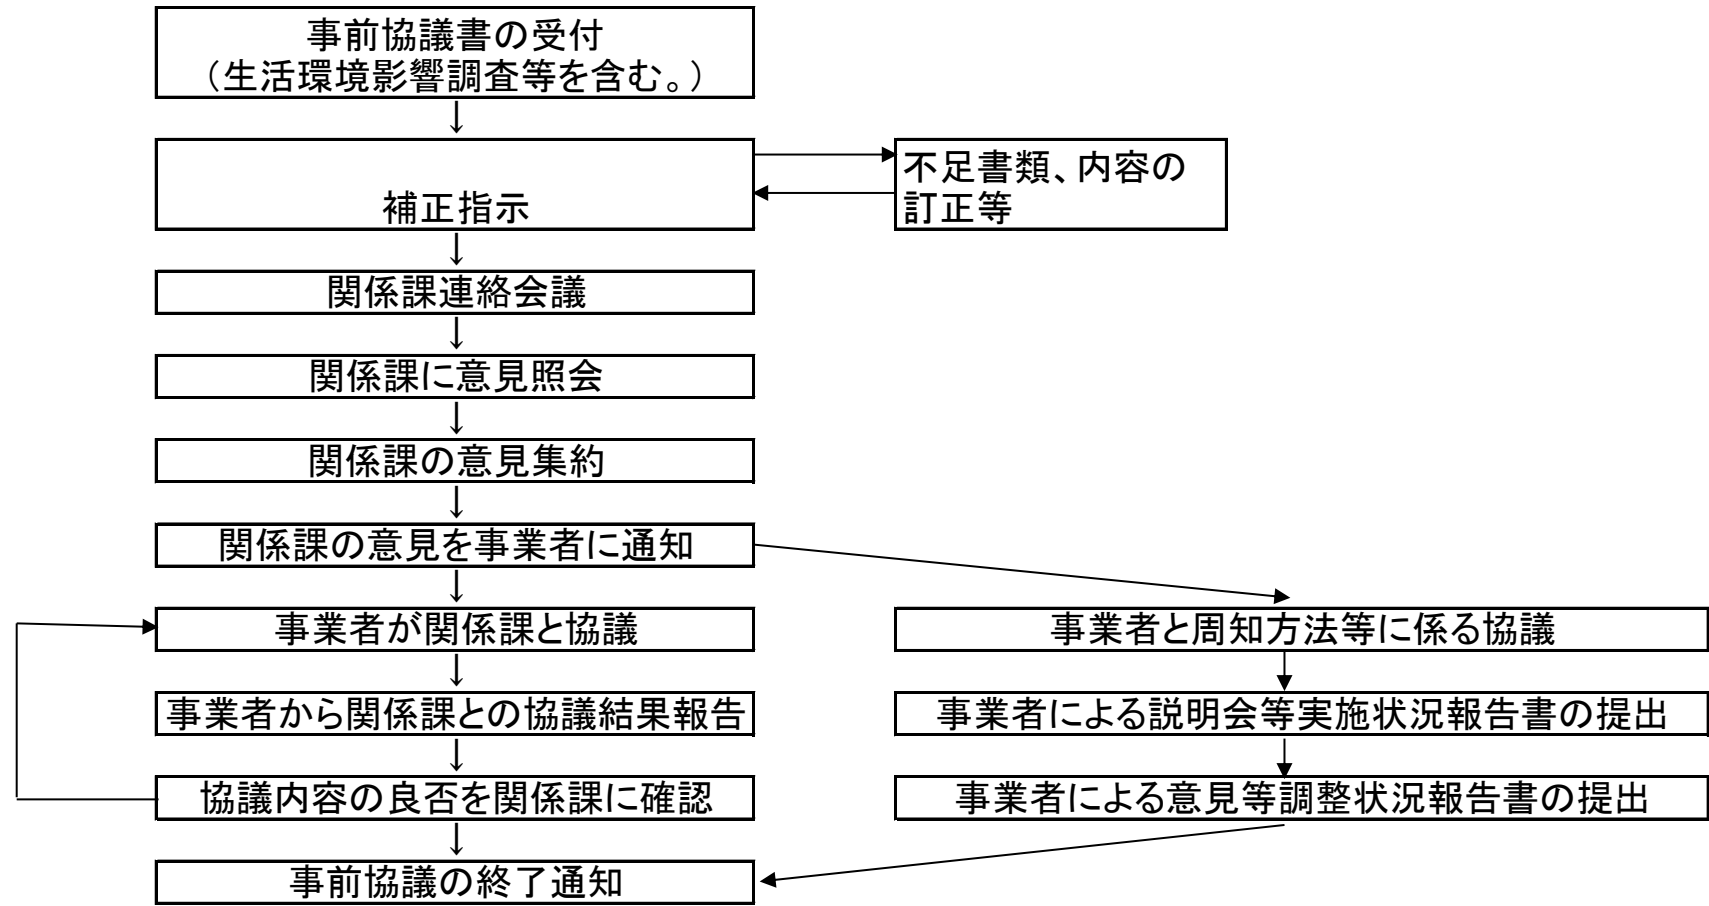 事前協議書の受付
（生活環境影響調査等を含む。）
↓
補正指示
不足書類、内容の
訂正等
↓
関係課連絡会議
↓
関係課に意見照会
↓
関係課の意見集約
↓
関係課の意見を事業者に通知
↓
事業者が関係課と協議
事業者と周知方法等に係る協議
↓
事業者から関係課との協議結果報告
事業者による説明会等実施状況報告書の提出
↓
協議内容の良否を関係課に確認
事業者による意見等調整状況報告書の提出
↓
事前協議の終了通知